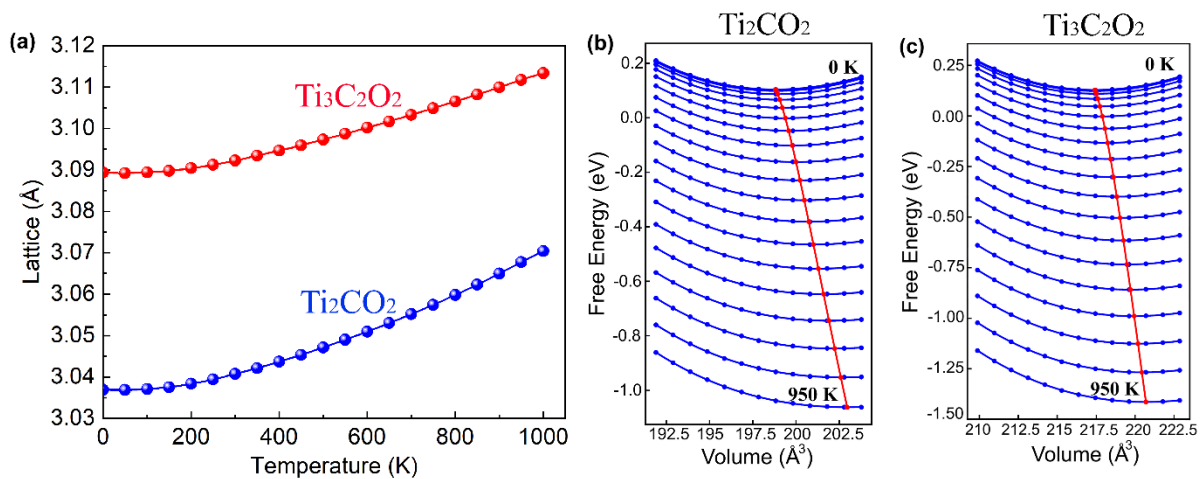 (a)
3.12
3.11
3.10
3.09
3.08
3.07
3.06
3.05
3.04
3.03
Lattice (Å)
Ti3C2O2
Ti2CO2
0 200 400 600 800 1000
Temperature (K)
Ti2CO2
(b)
0.2
0.0
-0.2
-0.4
-0.6
-0.8
-1.0
Free Energy (eV)
0 K
950 K
192.5 195 197.5 200 202.5
Volume (Å3)
Ti3C2O2
(c)
0.25
0.00
-0.25
-0.50
-0.75
-1.00
-1.25
-1.50
Free Energy (eV)
0 K
950 K
210 212.5 215 217.5 220 222.5
Volume (Å3)